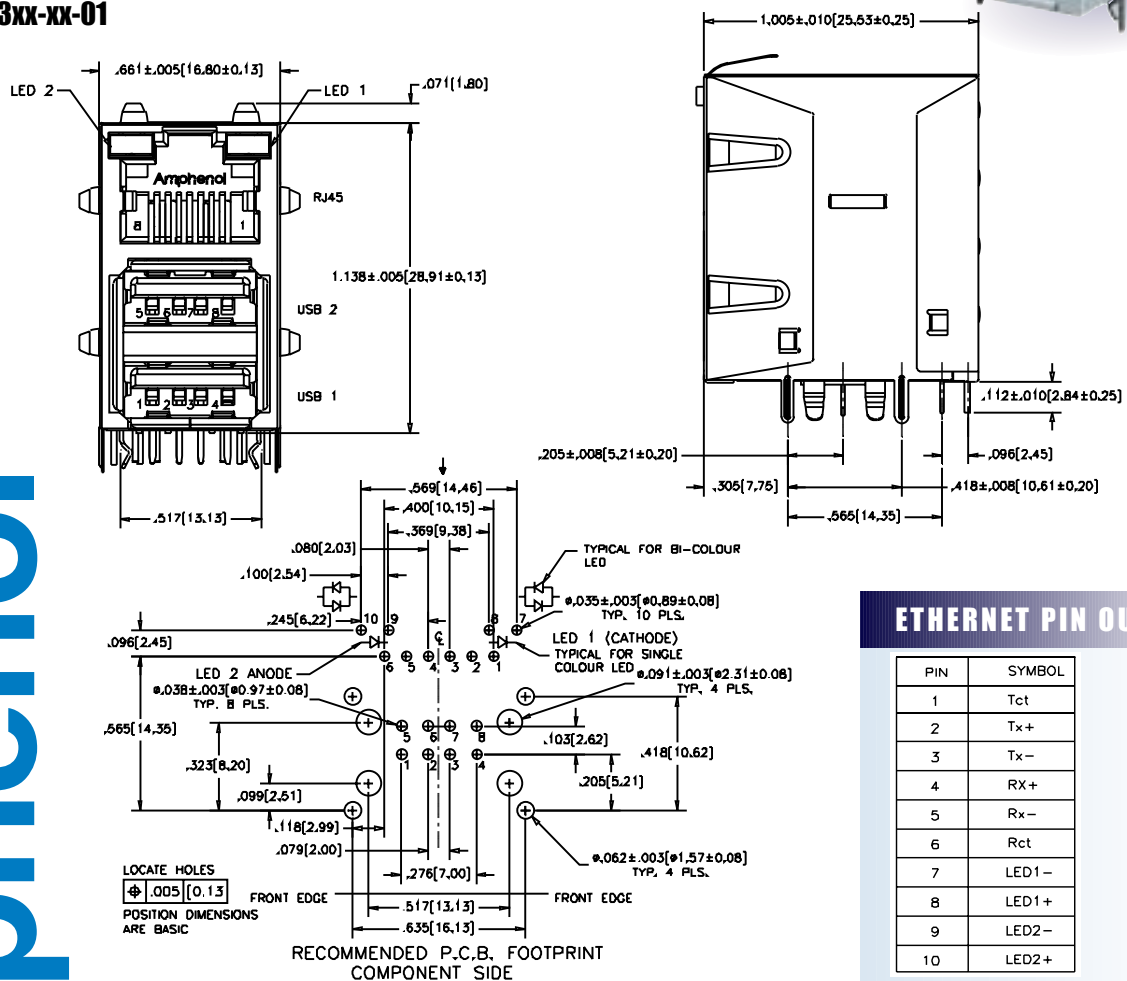 3xx-xx-01
1.005±.010[25.53±0.25]
.661±.005[16.80±0.13]
LED 2
LED 1
.071[1.80]
Amphenol
RJ45
8 1
1.138±.005[28.91±0.13]
USB 2
5 6 7 8
USB 1
1 2 3 4
.112±.010[2.84±0.25]
.205±.008[5.21±0.20]
.096[2.45]
.305[7.75]
.418±.008[10.61±0.20]
.565[14.35]
.517[13.13]
.569[14.46]
.400[10.15]
.369[9.38]
.080[2.03]
.100[2.54]
.245[6.22]
TYPICAL FOR BI-COLOUR
LED
ø.035±.003[ø0.89±0.08]
TYP. 10 PLS.
10 9 8 7
.096[2.45]
LED 1 (CATHODE)
TYPICAL FOR SINGLE
COLOUR LED
6 5 4 3 2 1
LED 2 ANODE
ø.038±.003[ø0.97±0.08]
TYP. 8 PLS.
ø.091±.003[ø2.31±0.08]
TYP. 4 PLS.
5 6 7 8
.565[14.35]
.103[2.62]
.418[10.62]
1 2 3 4
.323[8.20]
.205[5.21]
.099[2.51]
.118[2.99]
.079[2.00]
.276[7.00]
ø.062±.003[ø1.57±0.08]
TYP. 4 PLS.
LOCATE HOLES
.005 [0.13
POSITION DIMENSIONS
ARE BASIC
FRONT EDGE
FRONT EDGE
.517[13.13]
.635[16.13]
RECOMMENDED P.C.B. FOOTPRINT
COMPONENT SIDE
ETHERNET PIN OU
PIN SYMBOL
1 Tct
2 Tx+
3 Tx-
4 RX+
5 Rx-
6 Rct
7 LED1-
8 LED1+
9 LED2-
10 LED2+